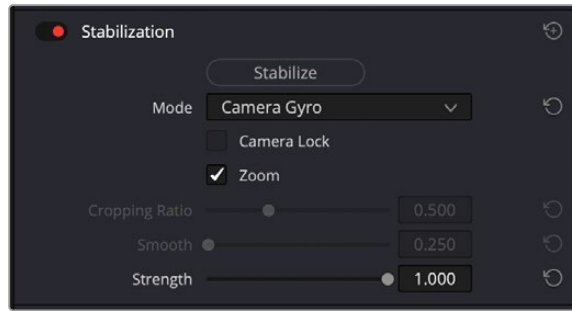 Stabilization
Stabilize
Mode Camera Gyro
Camera Lock
Zoom
Cropping Ratio 0.500
Smooth 0.250
Strength 1.000